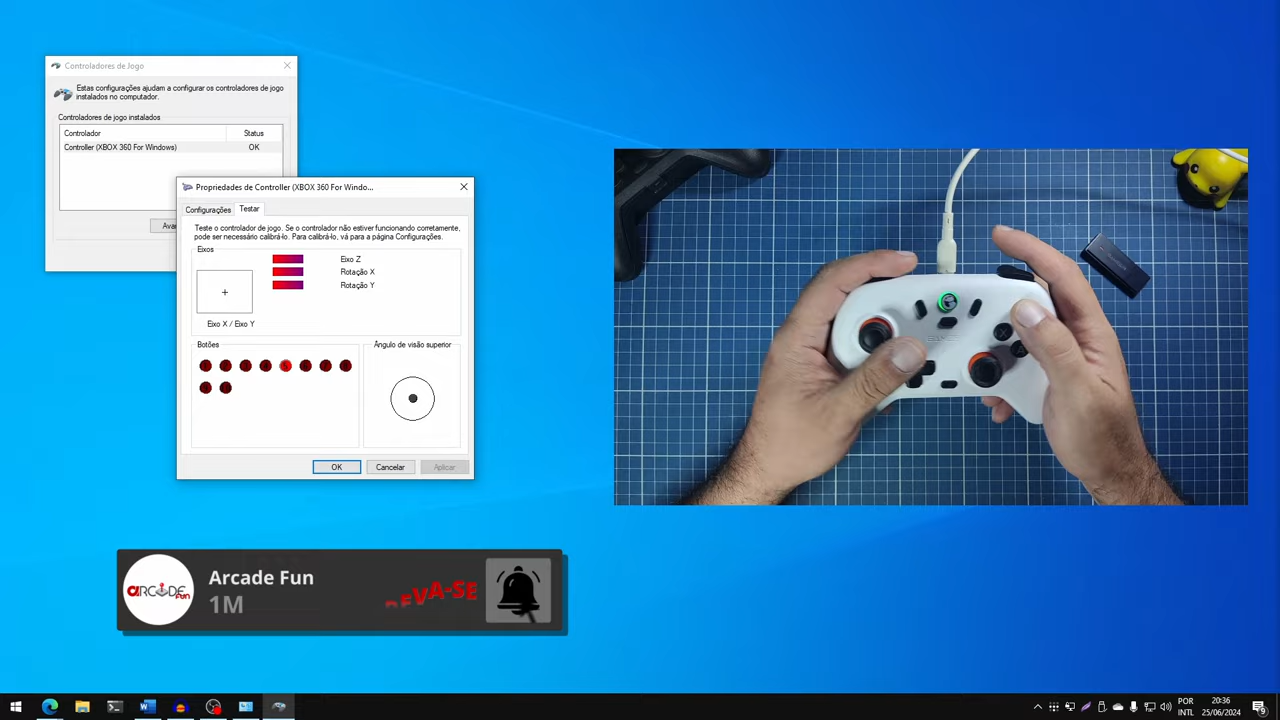 Controladores de Jogo
Estas configurações ajudam a configurar os controladores de jogo
instalados no computador.
Controladores de jogo instalados
Controlador Status
Controller (XBOX 360 For Windows) OK
Propriedades de Controller (XBOX 360 For Windo...
Configurações Testar
Teste o controlador de jogo. Se o controlador não estiver funcionando corretamente,
pode ser necessário calibrá-lo. Para calibrá-lo, vá para a página Configurações.
Eixos
Eixo Z
Rotação X
Rotação Y
Eixo X / Eixo Y
Botões
Ângulo de visão superior
OK Cancelar Aplicar
Arcade Fun
1M
ARCADE
Fun
POR
INTL
20:36
25/06/2024